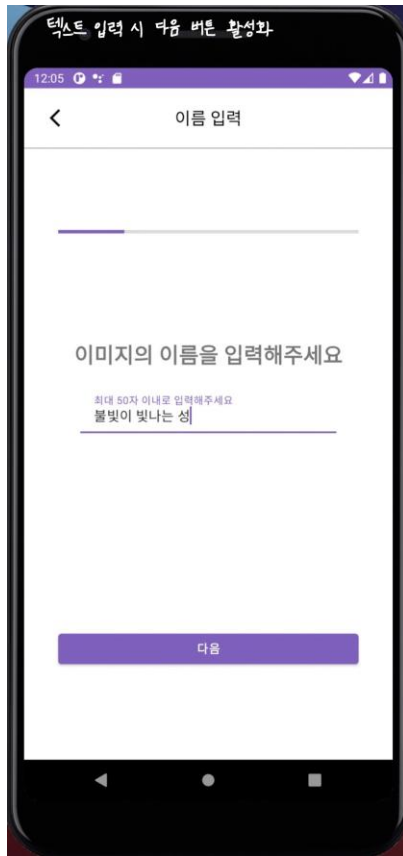 텍스트 입력 시 다음 버튼 활성화
12:05
이름 입력
이미지의 이름을 입력해주세요
최대 50자 이내로 입력해주세요
불빛이 빛나는 성
다음